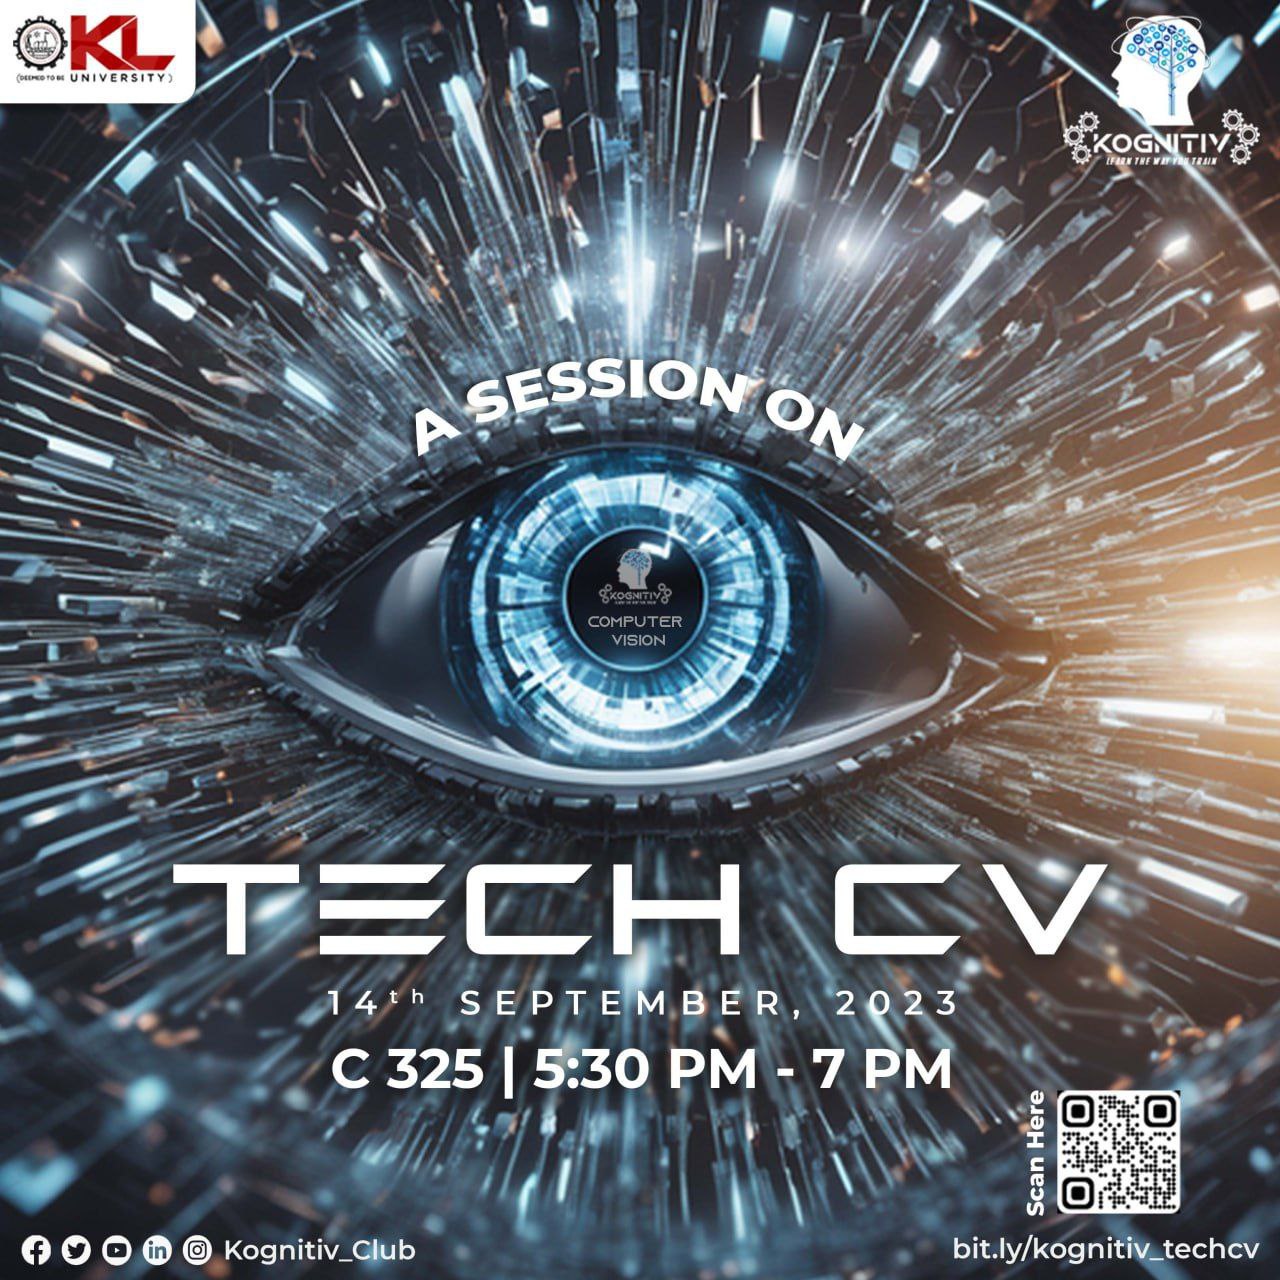 KL
(DEEMED TO BE UNIVERSITY)
KOGNITIV
LEARN THE WAY YOU TRAIN
A SESSION ON
KOGNITIV
COMPUTER
VISION
TECH CV
14th SEPTEMBER, 2023
C 325 | 5:30 PM - 7 PM
Scan Here
Kognitiv_Club
bit.ly/kognitiv_techcv